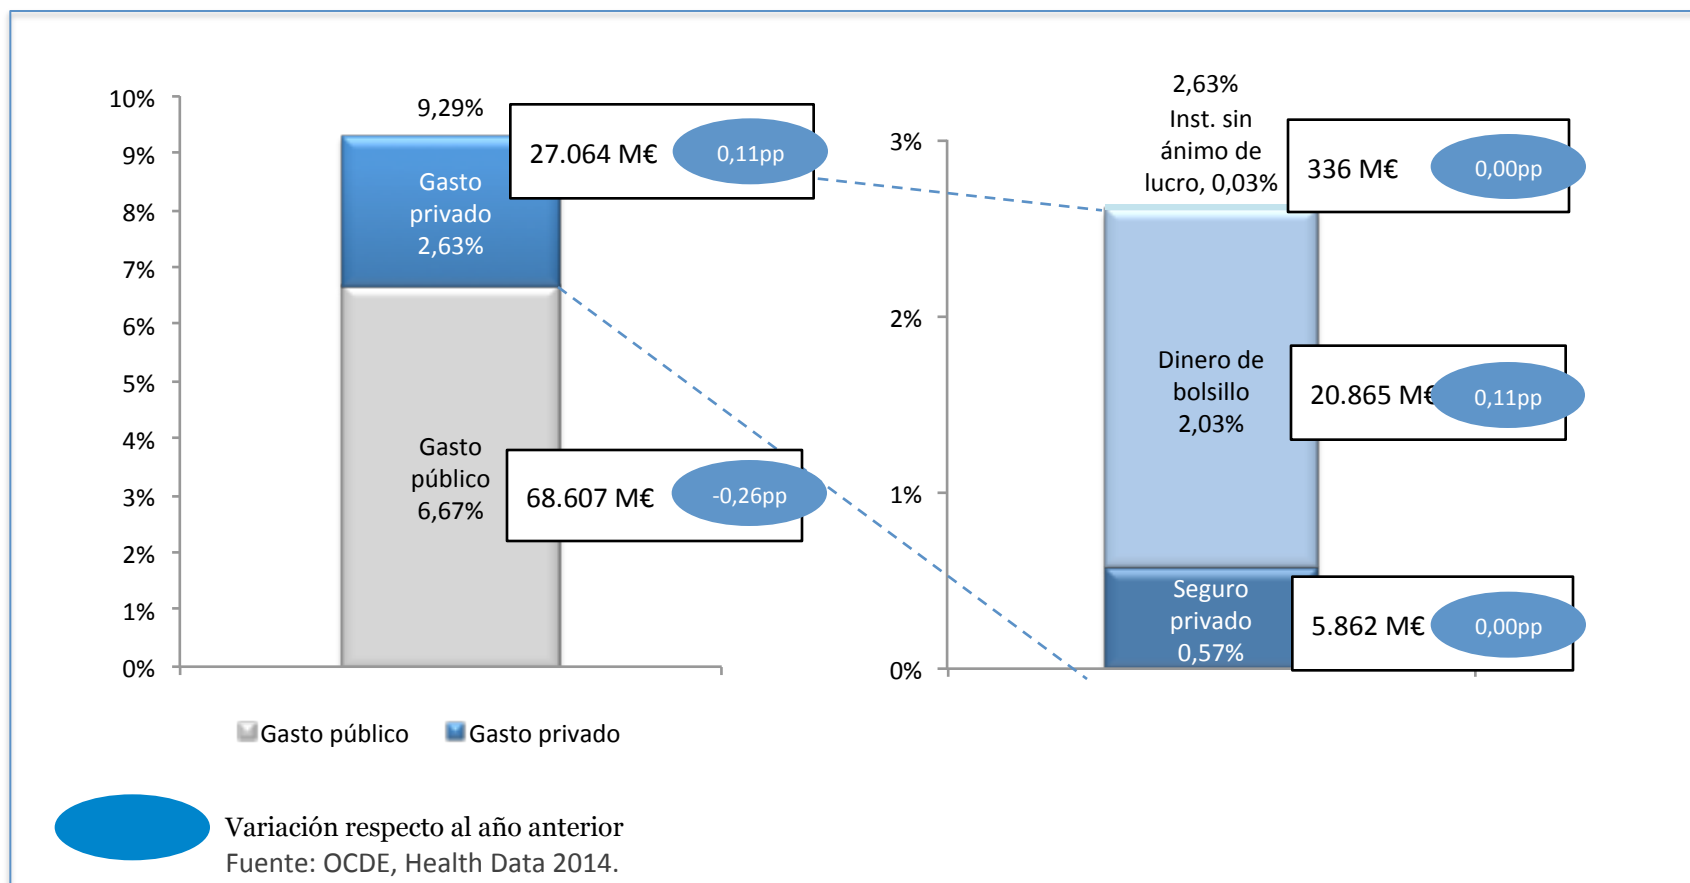 10%
9%
8%
7%
6%
5%
4%
3%
2%
1%
0%
9,29%
Gasto
privado
2,63%
27.064 M€
0,11pp
Gasto
público
6,67%
68.607 M€
-0,26pp
Gasto público
Gasto privado
3%
2%
1%
0%
2,63%
Inst. sin
ánimo de
lucro, 0,03%
336 M€
0,00pp
Dinero de
bolsillo
2,03%
20.865 M€
0,11pp
Seguro
privado
0,57%
5.862 M€
0,00pp
Variación respecto al año anterior
Fuente: OCDE, Health Data 2014.